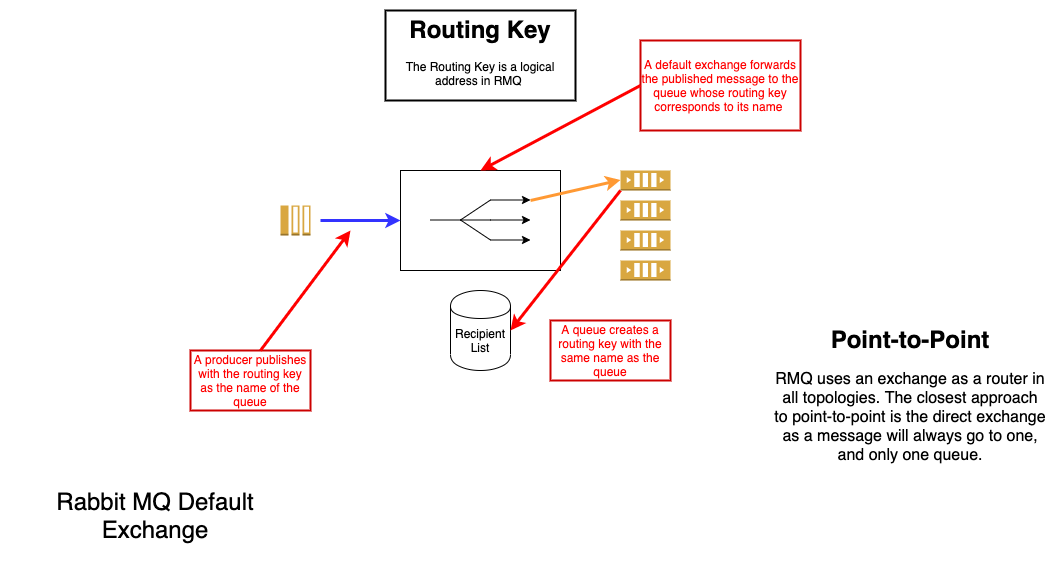 Routing Key
The Routing Key is a logical
address in RMQ
A default exchange forwards
the published message to the
queue whose routing key
corresponds to its name
Recipient
List
A queue creates a
routing key with the
same name as the
queue
A producer publishes
with the routing key
as the name of the
queue
Point-to-Point
RMQ uses an exchange as a router in
all topologies. The closest approach
to point-to-point is the direct exchange
as a message will always go to one,
and only one queue.
Rabbit MQ Default
Exchange